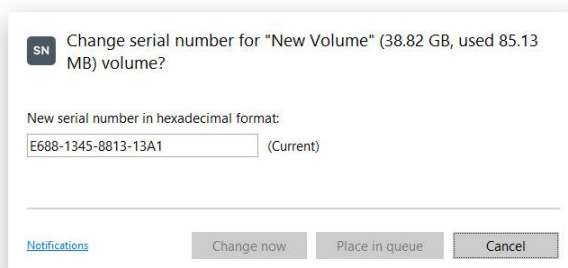 SN
Change serial number for "New Volume" (38.82 GB, used 85.13
MB) volume?
New serial number in hexadecimal format:
E688-1345-8813-13A1 (Current)
Notifications Change now Place in queue Cancel